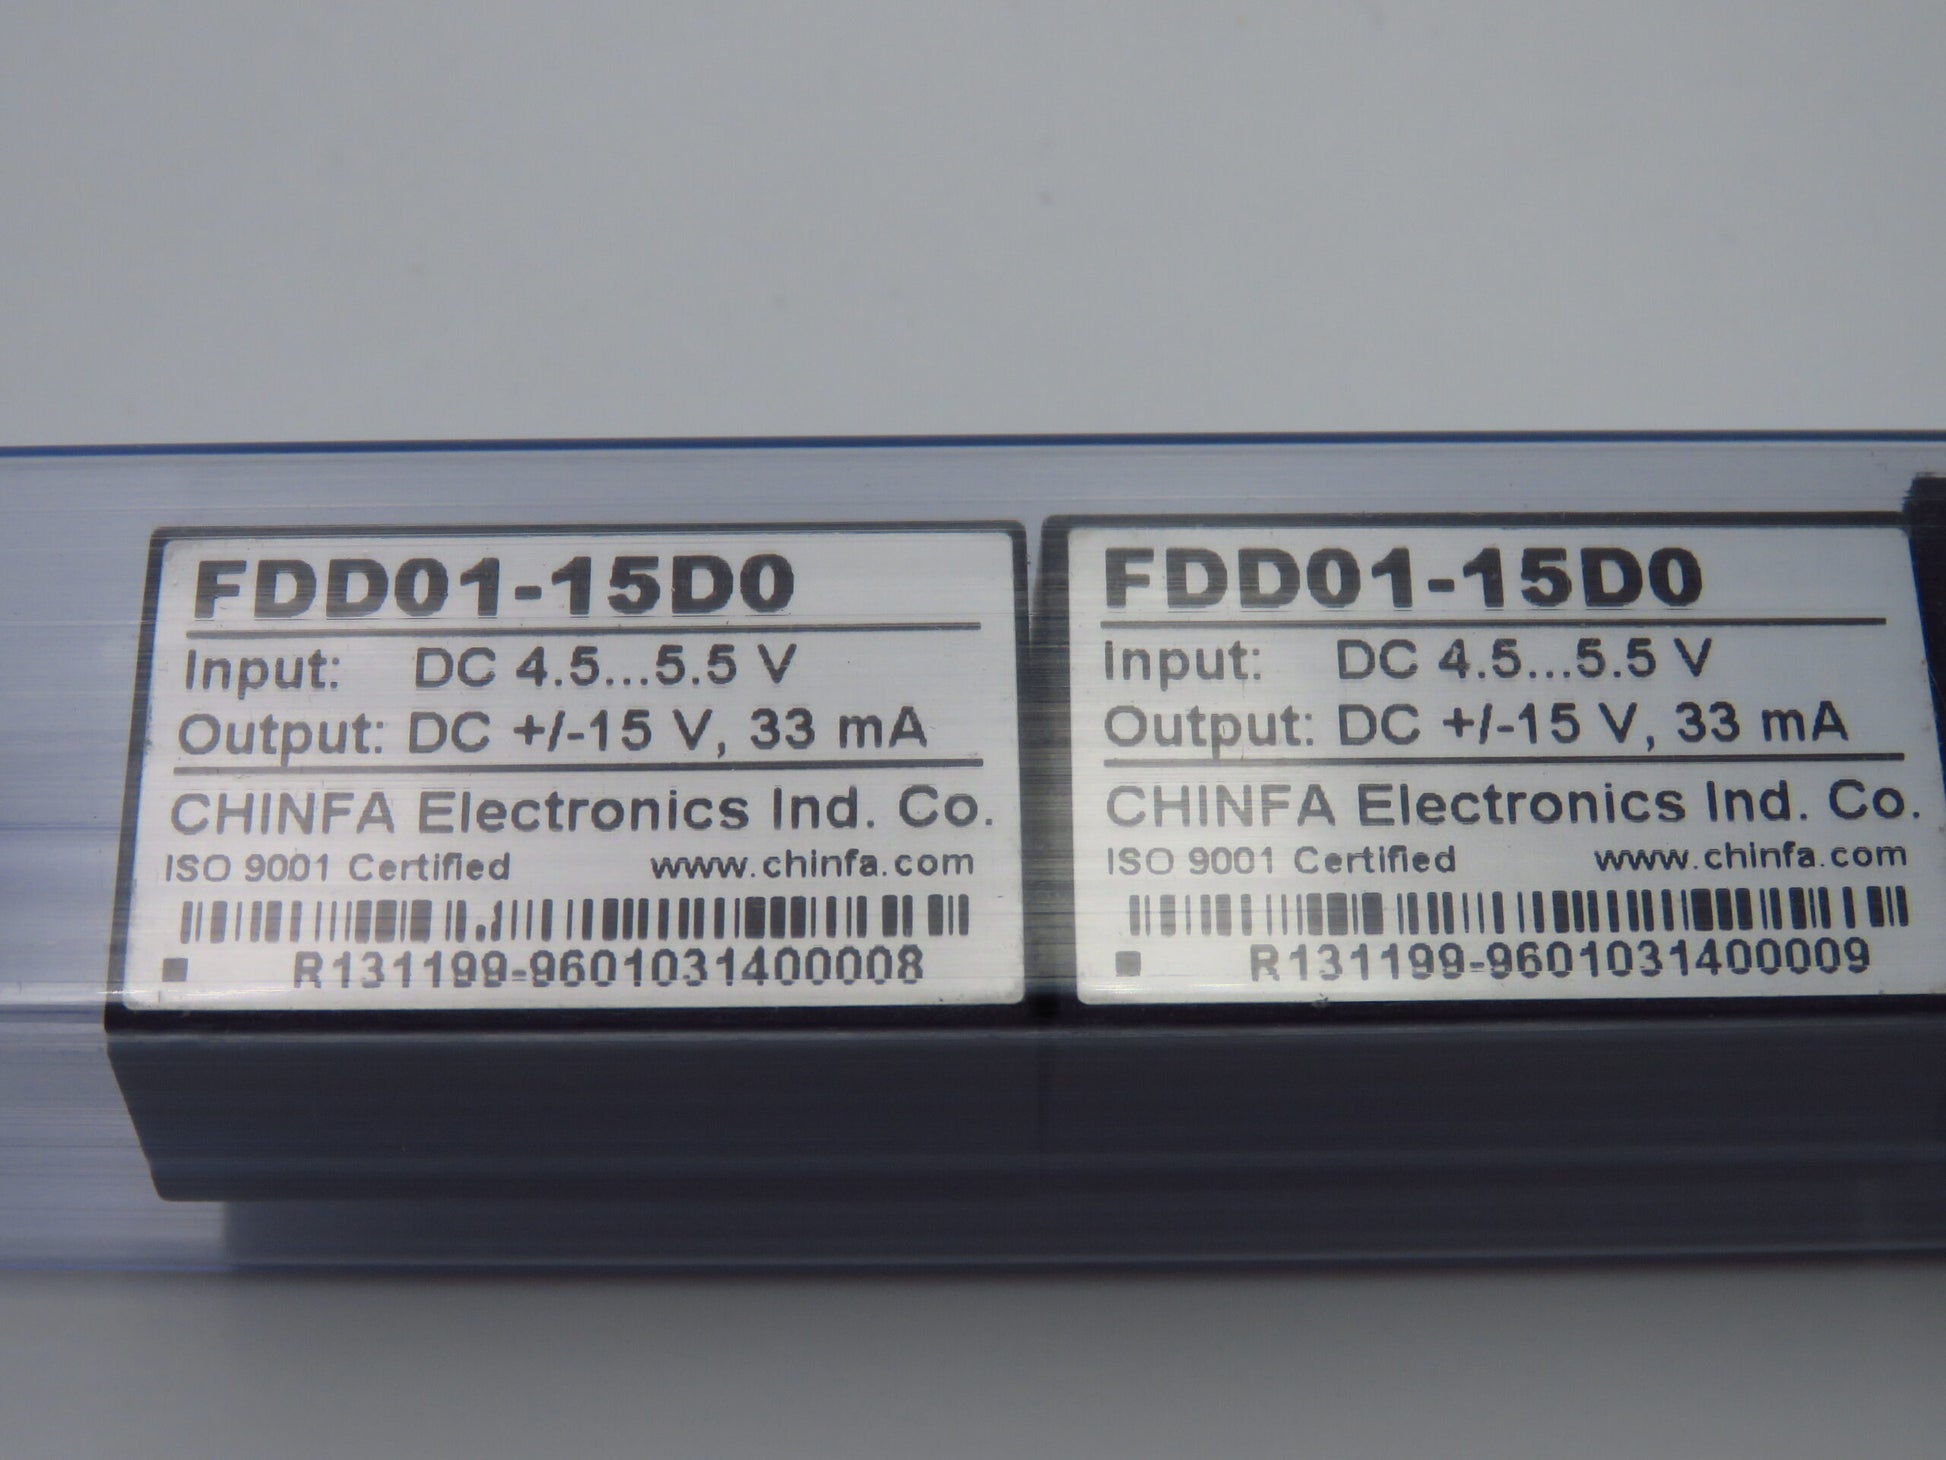 FDD01-15D0
Input: DC 4.5...5.5 V
Output: DC +/-15 V, 33 mA
CHINFA Electronics Ind. Co.
ISO 9001 Certified www.chinfa.com
R131199-9601031400008
FDD01-15D0
Input: DC 4.5...5.5 V
Output: DC +/-15 V, 33 mA
CHINFA Electronics Ind. Co.
ISO 9001 Certified www.chinfa.com
R131199-9601031400009